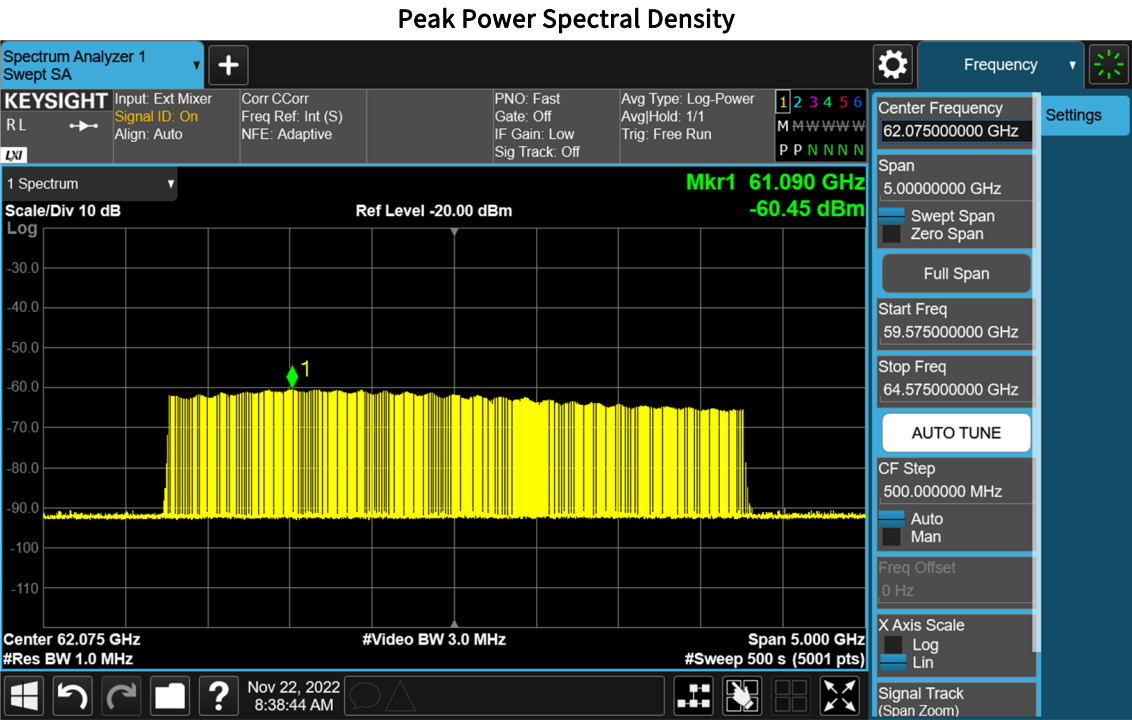 Peak Power Spectral Density
Spectrum Analyzer 1
Swept SA
+
Frequency
KEYSIGHT
R L
LXI
Input: Ext Mixer
Signal ID: On
Align: Auto
Corr CCorr
Freq Ref: Int (S)
NFE: Adaptive
PNO: Fast
Gate: Off
IF Gain: Low
Sig Track: Off
Avg Type: Log-Power
Avg|Hold: 1/1
Trig: Free Run
1 2 3 4 5 6
M M W W W W
P P N N N N
1 Spectrum
Mkr1 61.090 GHz
-60.45 dBm
Scale/Div 10 dB
Ref Level -20.00 dBm
Log
-30.0
-40.0
-50.0
-60.0
-70.0
-80.0
-90.0
-100
-110
1
Center 62.075 GHz
#Video BW 3.0 MHz
Span 5.000 GHz
#Res BW 1.0 MHz
#Sweep 500 s (5001 pts)
Center Frequency
62.075000000 GHz
Settings
Span
5.00000000 GHz
Swept Span
Zero Span
Full Span
Start Freq
59.575000000 GHz
Stop Freq
64.575000000 GHz
AUTO TUNE
CF Step
500.000000 MHz
Auto
Man
Freq Offset
0 Hz
X Axis Scale
Log
Lin
Signal Track
(Span Zoom)
?
Nov 22, 2022
8:38:44 AM